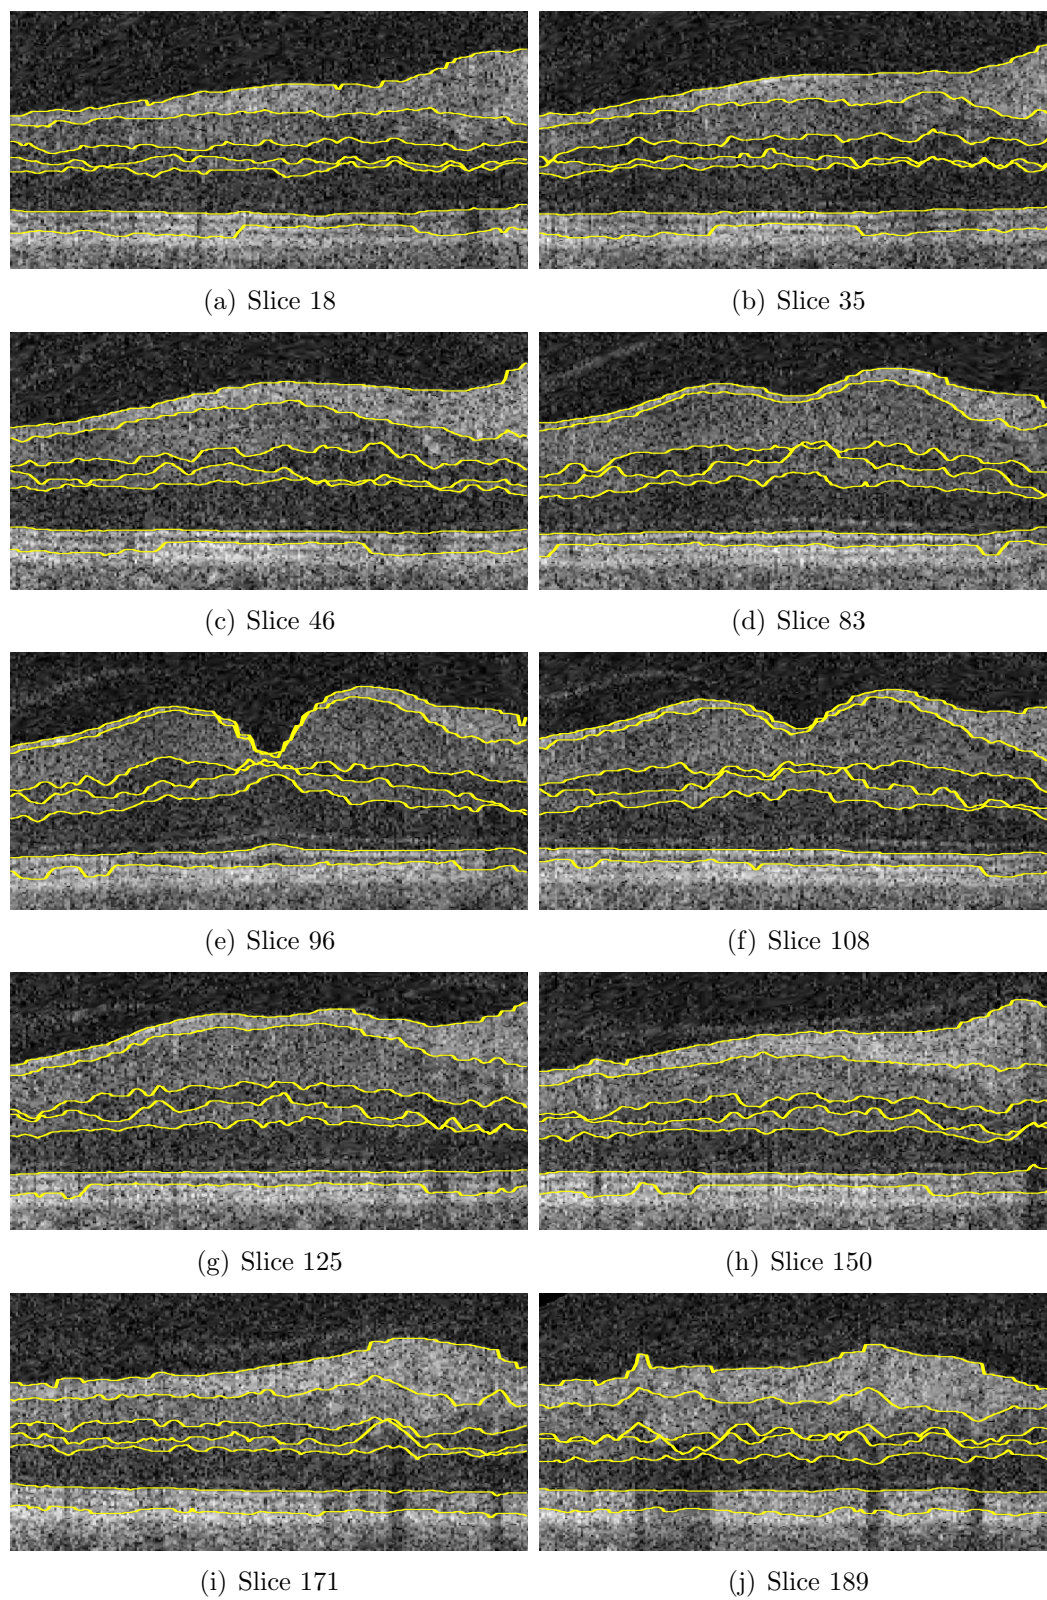 (a) Slice 18
(b) Slice 35
(c) Slice 46
(d) Slice 83
(e) Slice 96
(f) Slice 108
(g) Slice 125
(h) Slice 150
(i) Slice 171
(j) Slice 189